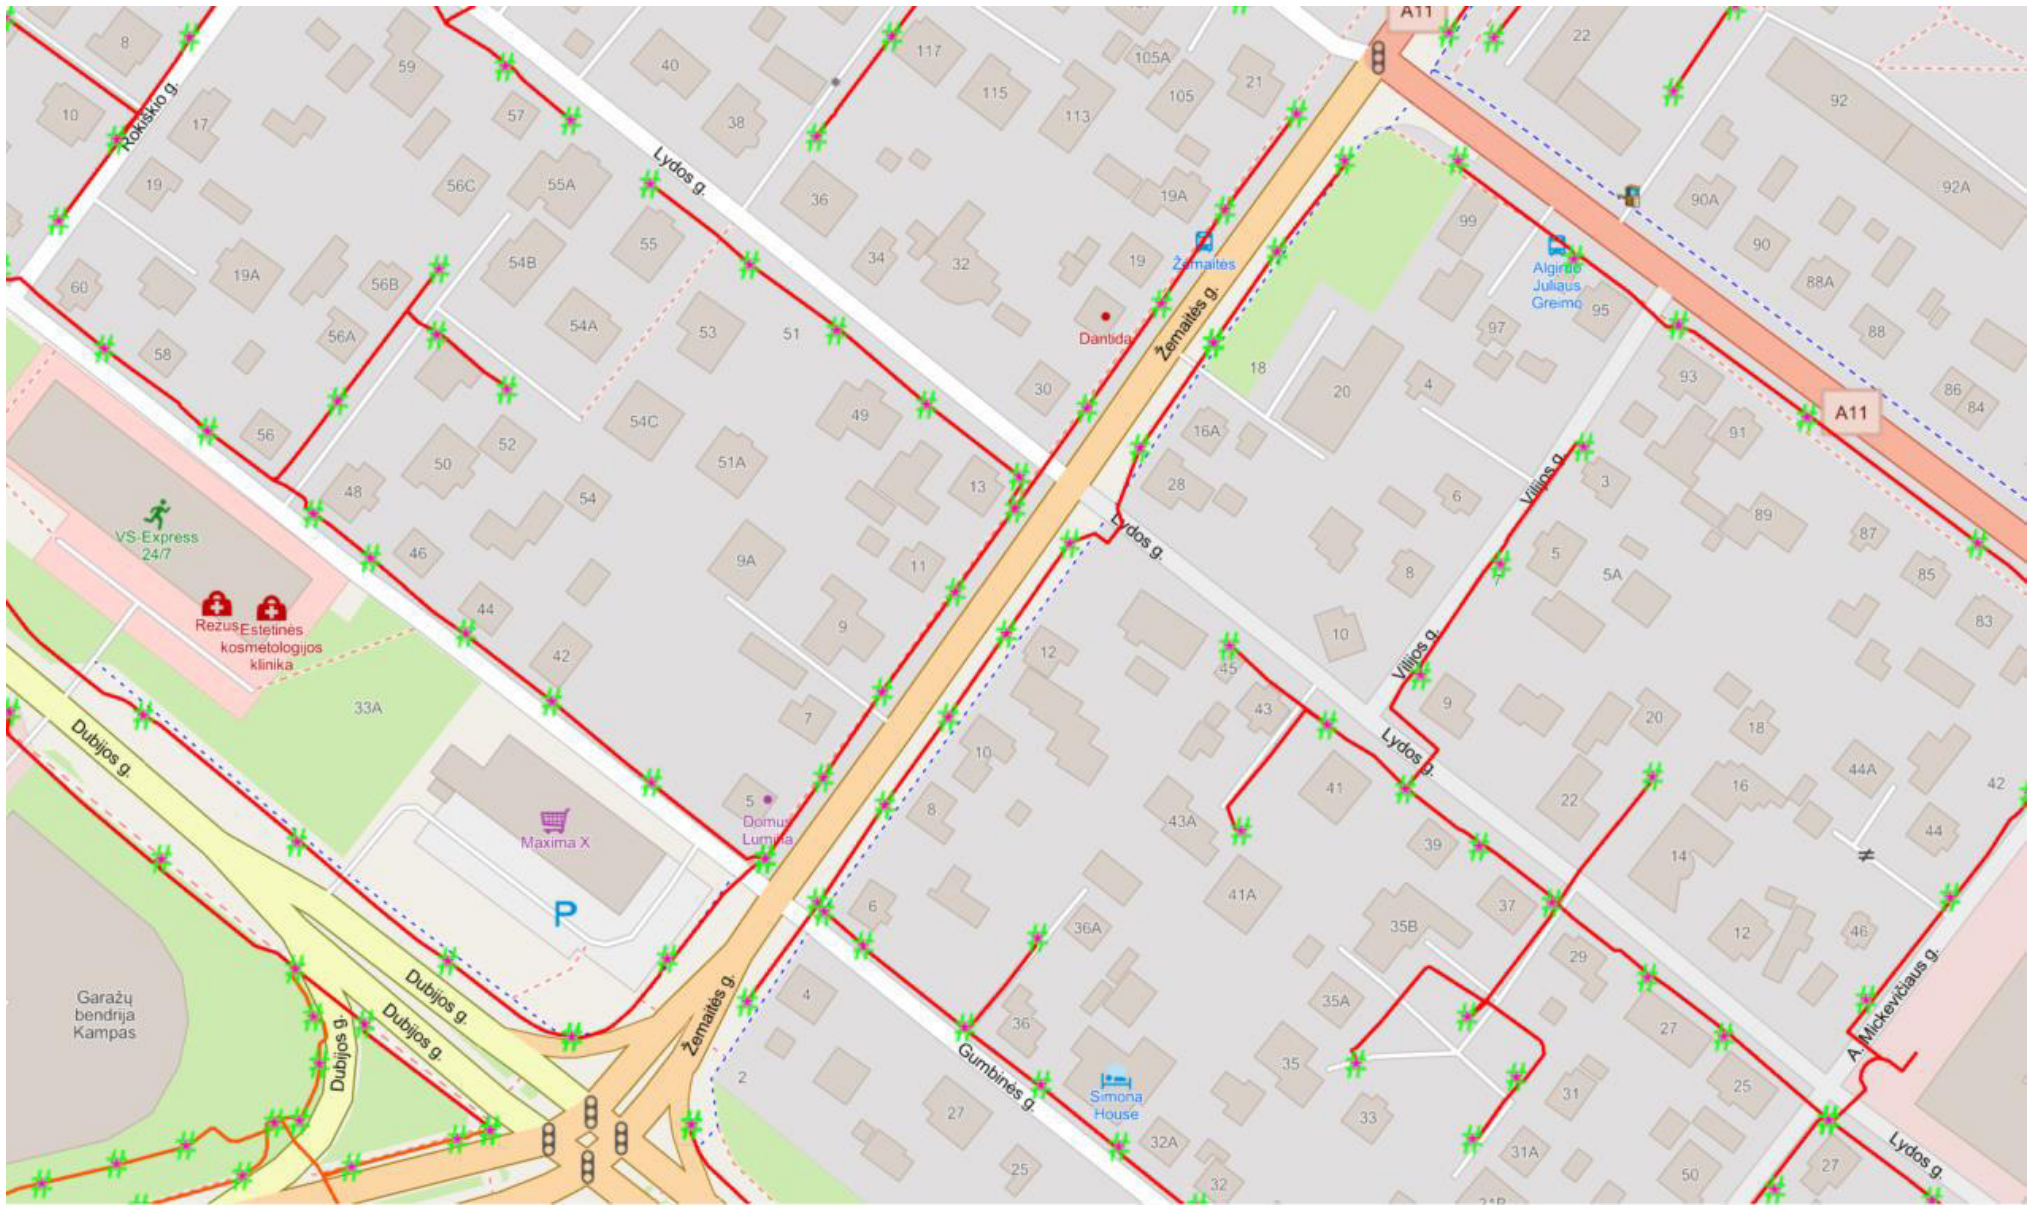 A11
8
59
40
117
105A
22
21
115
105
92
10
Rokiškio g.
17
57
38
113
Lydos g.
19
56C
55A
36
19A
90A
92A
99
60
19A
56B
54B
55
34
32
19
Žemaitės
90
Algirdo
Juliaus
Greimo
88A
58
56A
54A
53
51
Dantida
Žemaitės g.
97
95
88
18
20
4
93
86
84
A11
56
54C
49
30
16A
91
48
50
52
51A
13
28
6
Vilijos g.
3
VS-Express
24/7
54
89
46
9A
11
Lydos g.
8
5
5A
87
85
Rezus
Estetinės
kosmetologijos
klinika
44
42
9
12
10
Vilijos g.
83
33A
7
45
43
9
20
18
Dubijos g.
10
Lydos g.
5
Domus
Lumina
Maxima X
8
43A
41
22
16
44A
42
44
39
14
P
6
36A
41A
35B
37
12
46
29
Garažų
bendrija
Kampas
Dubijos g.
Dubijos g.
Dubijos g.
Žemaitės g.
4
36
35A
27
A. Mickevičiaus g.
2
Gumbinės g.
Simona
House
35
31
25
27
33
32A
31A
25
32
50
27
Lydos g.